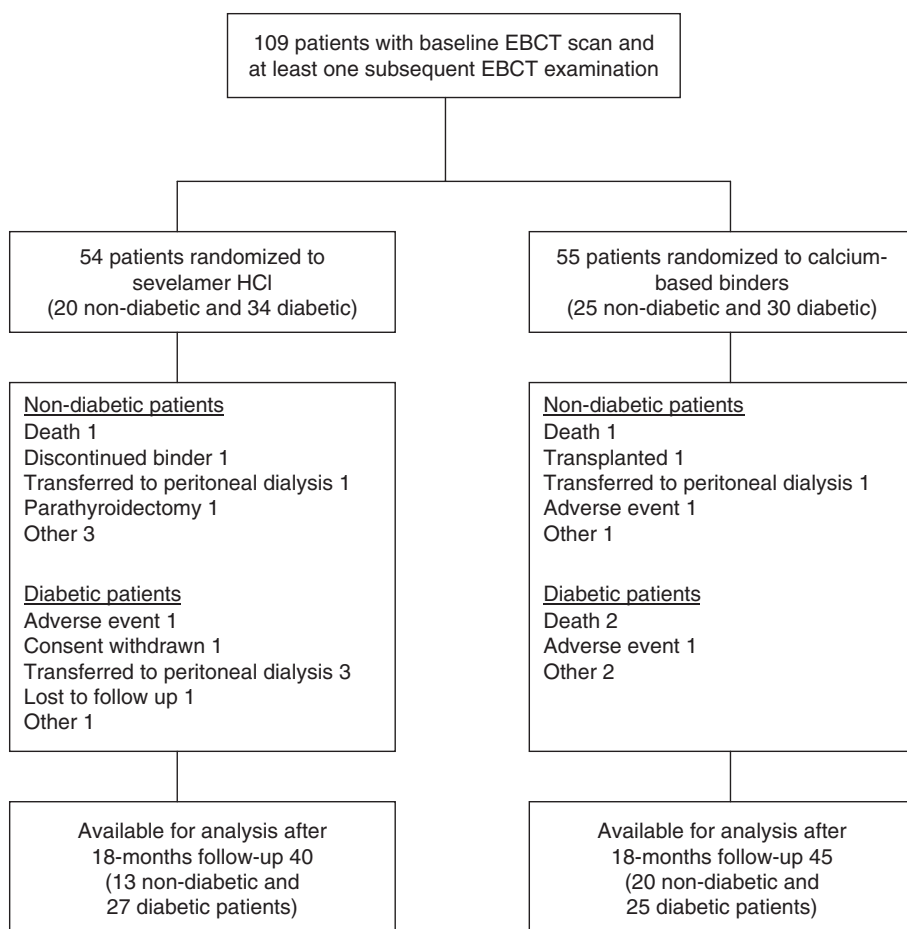 109 patients with baseline EBCT scan and
at least one subsequent EBCT examination
54 patients randomized to
sevelamer HCl
(20 non-diabetic and 34 diabetic)
55 patients randomized to calcium-
based binders
(25 non-diabetic and 30 diabetic)
Non-diabetic patients
Death 1
Discontinued binder 1
Transferred to peritoneal dialysis 1
Parathyroidectomy 1
Other 3
Diabetic patients
Adverse event 1
Consent withdrawn 1
Transferred to peritoneal dialysis 3
Lost to follow up 1
Other 1
Non-diabetic patients
Death 1
Transplanted 1
Transferred to peritoneal dialysis 1
Adverse event 1
Other 1
Diabetic patients
Death 2
Adverse event 1
Other 2
Available for analysis after
18-months follow-up 40
(13 non-diabetic and
27 diabetic patients)
Available for analysis after
18-months follow-up 45
(20 non-diabetic and
25 diabetic patients)